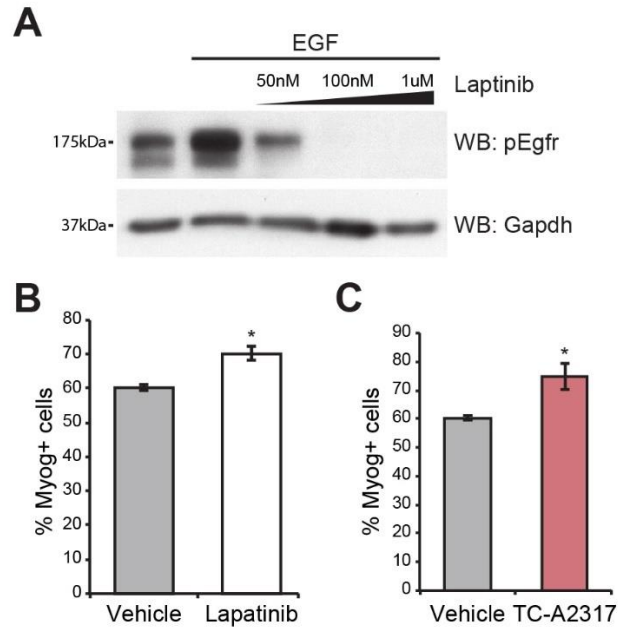 A
EGF
50nM 100nM 1uM Laptinib
175kDa- WB: pEgfr
37kDa- WB: Gapdh
B
80
70
60
50
40
30
20
10
0
% Myog+ cells
*
Vehicle Lapatinib
C
90
80
70
60
50
40
30
20
10
0
% Myog+ cells
*
Vehicle TC-A2317